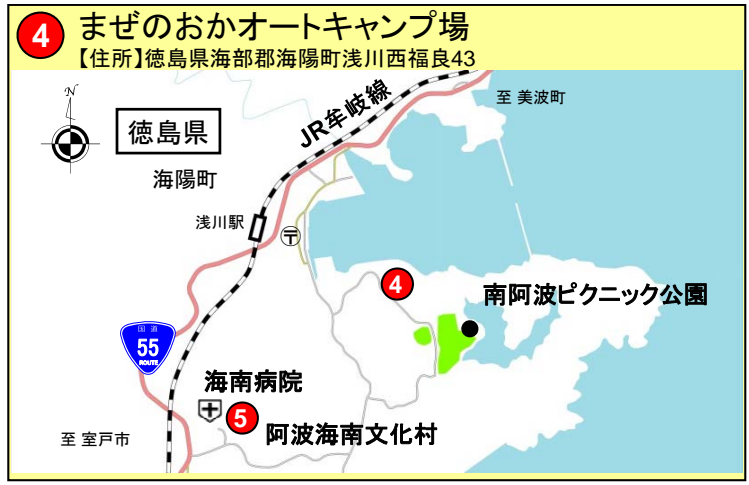 4 まぜのおかオートキャンプ場
【住所】徳島県海部郡海陽町浅川西福良43
N
徳島県
海陽町
JR牟岐線
至 美波町
浅川駅
〒
4
南阿波ピクニック公園
国道
55
ROUTE
海南病院
5
阿波海南文化村
至 室戸市